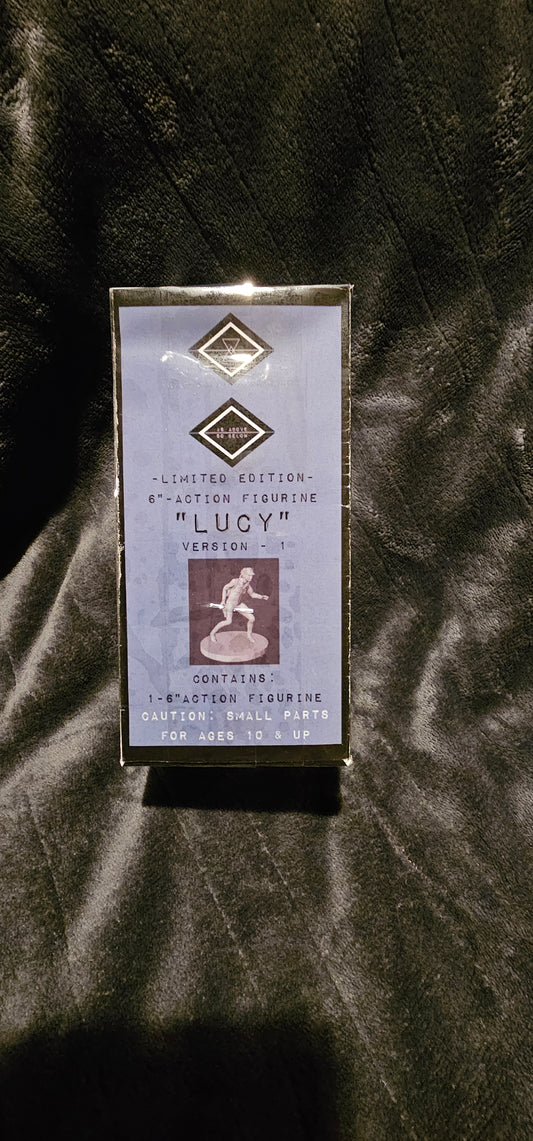 AS ABOVE
SO BELOW
-LIMITED EDITION-
6"-ACTION FIGURINE
"LUCY"
VERSION - 1
CONTAINS:
1-6"ACTION FIGURINE
CAUTION: SMALL PARTS
FOR AGES 10 & UP